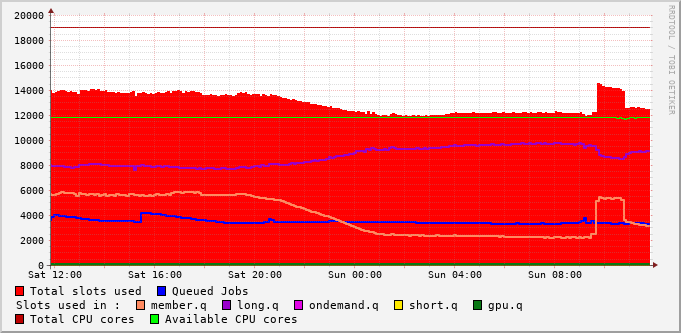 20000
18000
16000
14000
12000
10000
8000
6000
4000
2000
0
Sat 12:00 Sat 16:00 Sat 20:00 Sun 00:00 Sun 04:00 Sun 08:00
Total slots used Queued Jobs
Slots used in : member.q long.q ondemand.q short.q gpu.q
Total CPU cores Available CPU cores
RRDTOOL / TOBI OETIKER